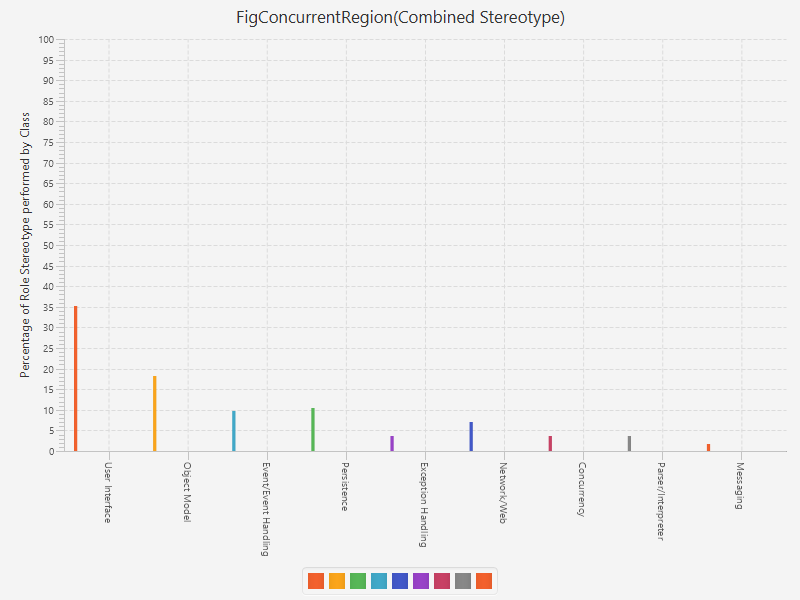 FigConcurrentRegion(Combined Stereotype)
Percentage of Role Stereotype performed by Class
100
95
90
85
80
75
70
65
60
55
50
45
40
35
30
25
20
15
10
5
0
User Interface
Object Model
Event/Event Handling
Persistence
Exception Handling
Network/Web
Concurrency
Parser/Interpreter
Messaging